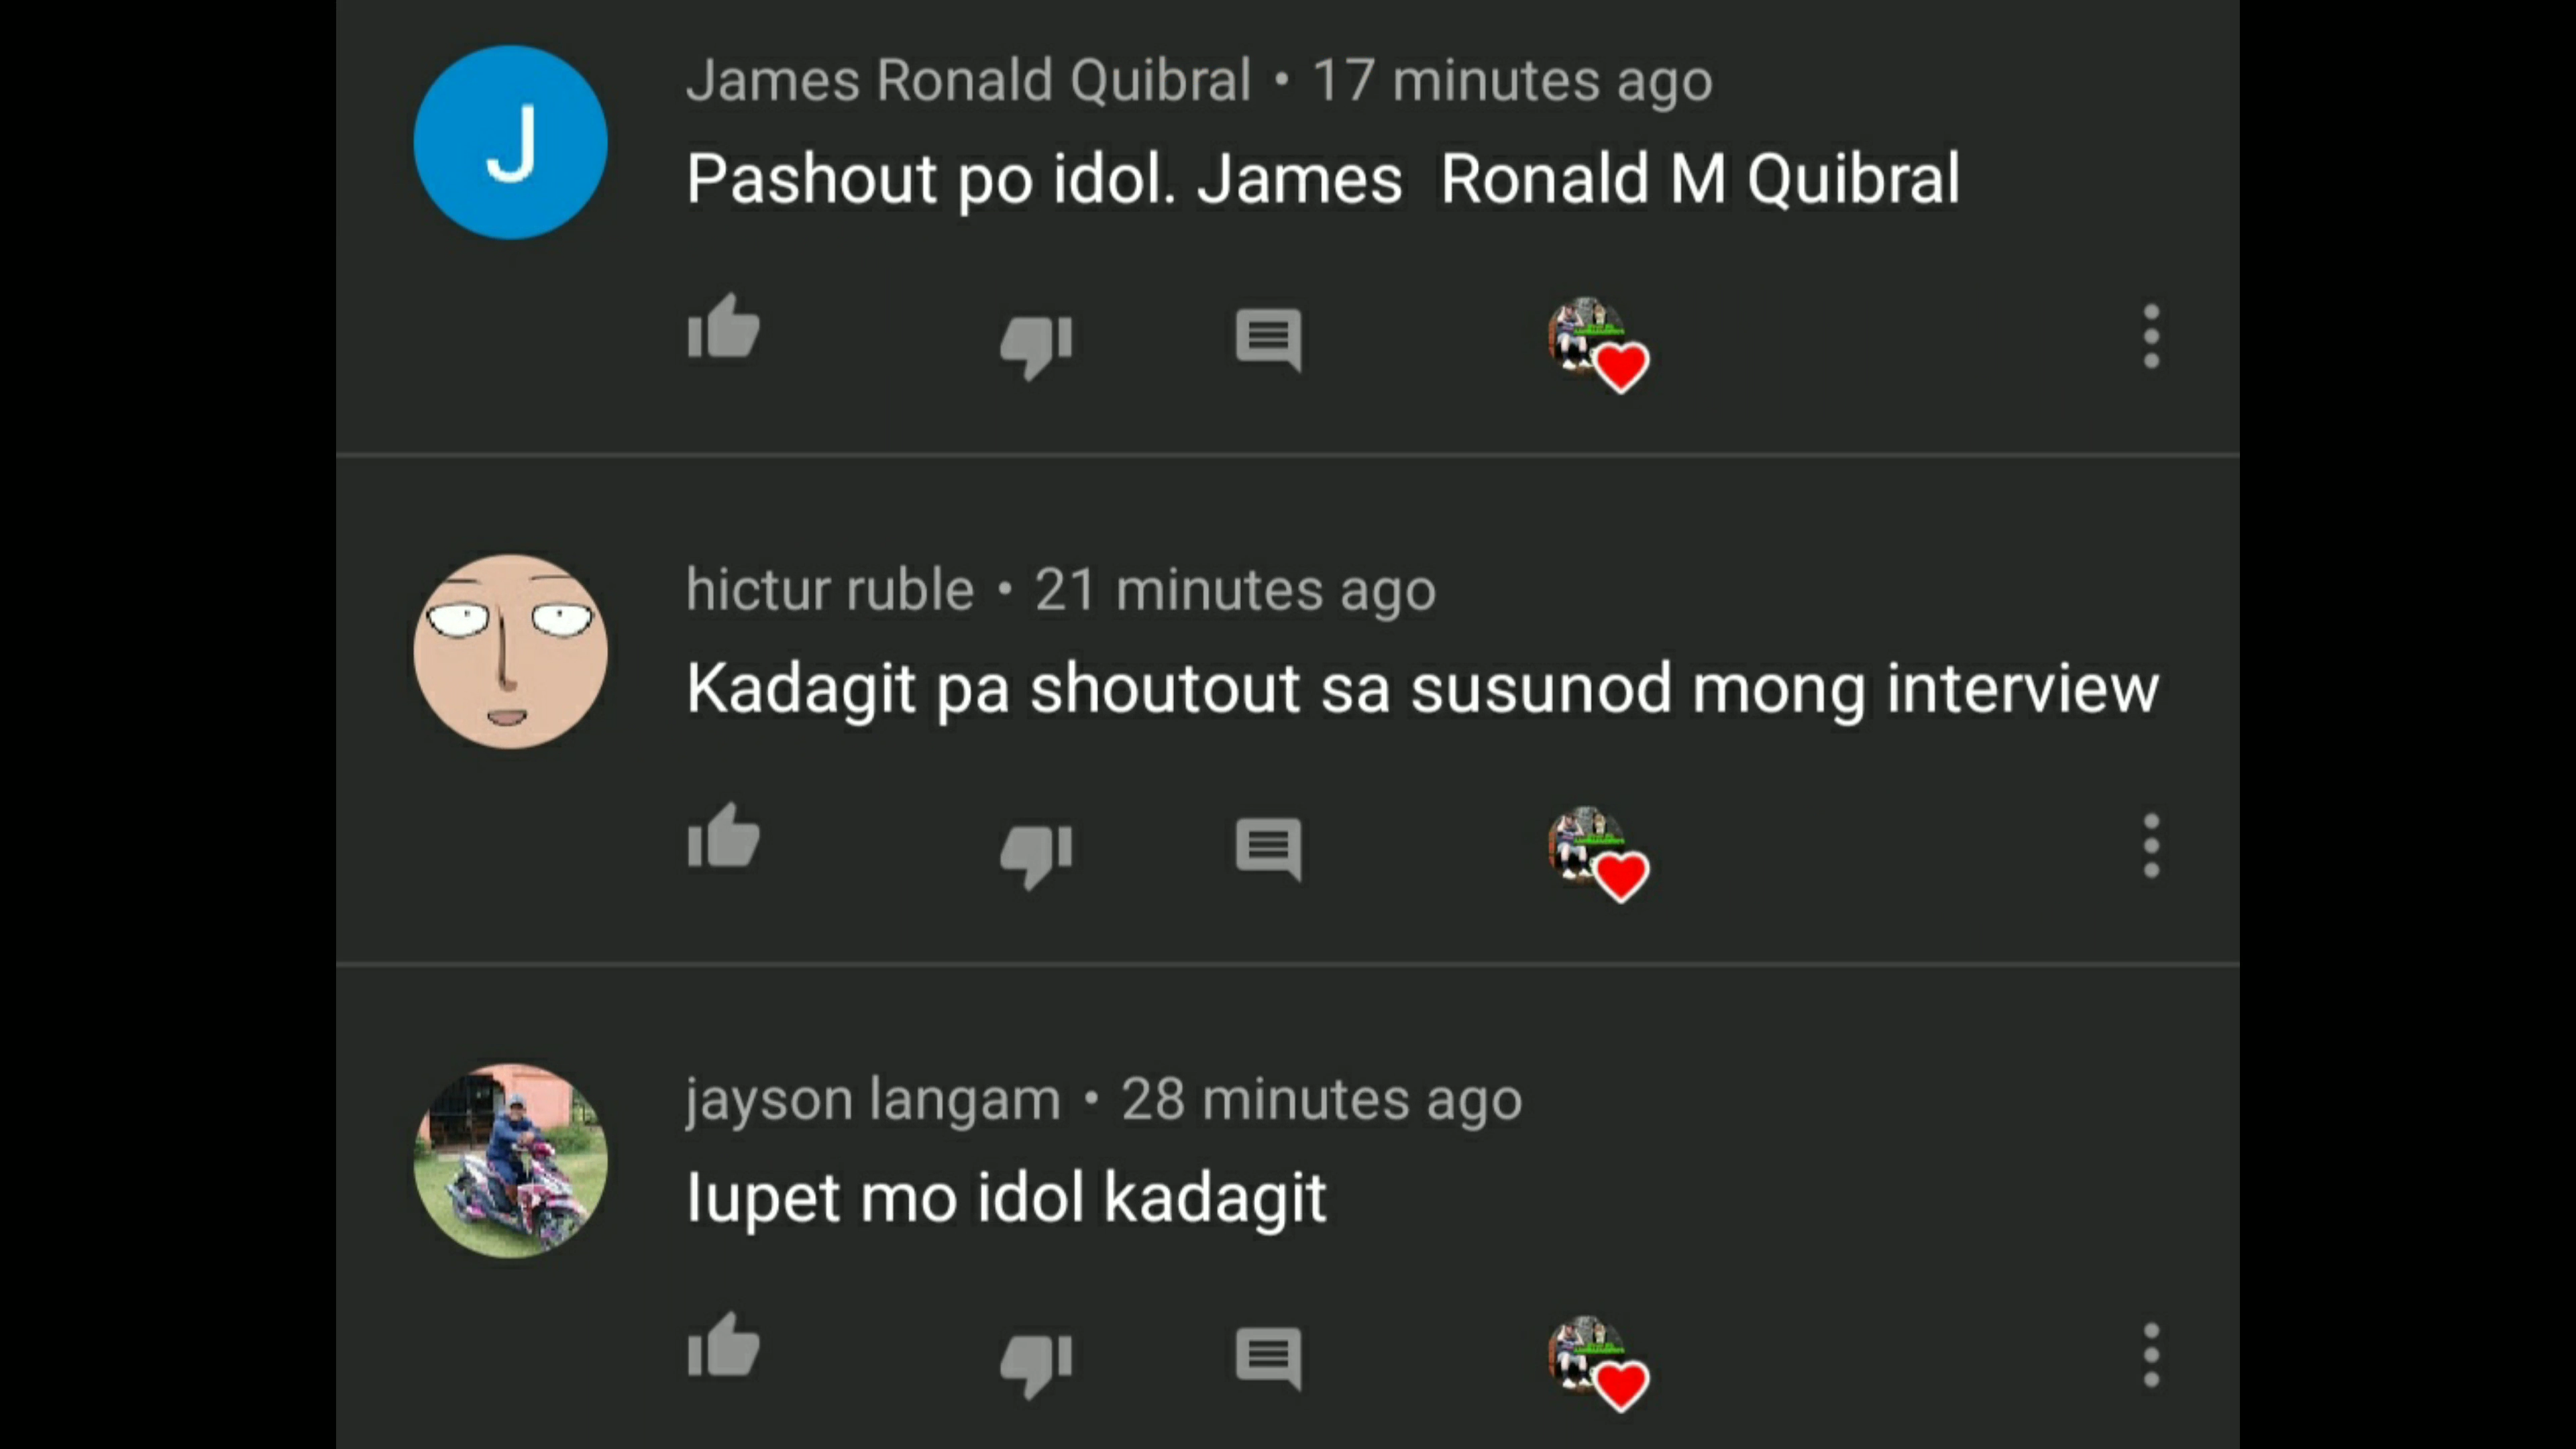 J
James Ronald Quibral • 17 minutes ago
Pashout po idol. James  Ronald M Quibral
hictur ruble • 21 minutes ago
Kadagit pa shoutout sa susunod mong interview
jayson langam • 28 minutes ago
lupet mo idol kadagit